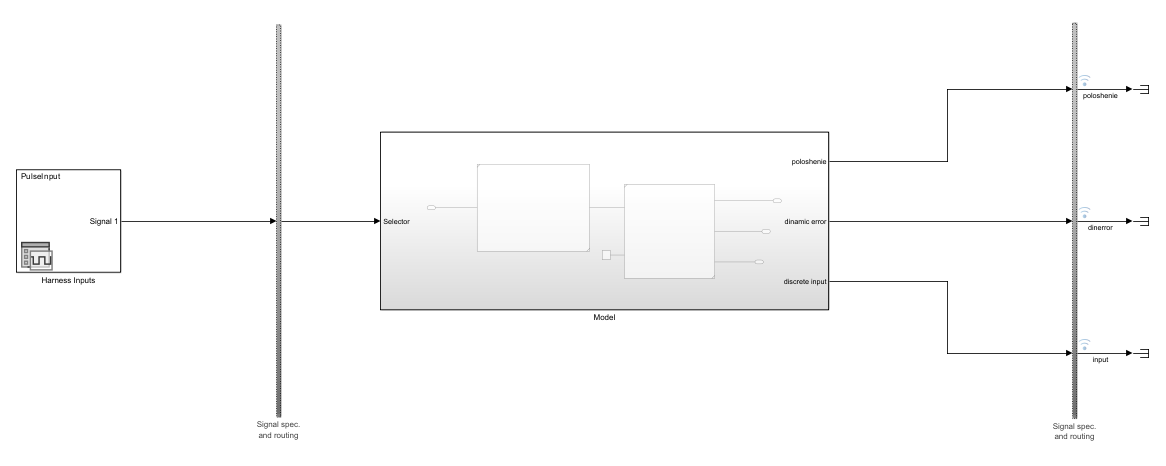 PulseInput
Signal 1
Harness Inputs
Signal spec.
and routing
Selector
poloshenie
dinamic error
discrete input
Model
poloshenie
dinerror
input
Signal spec.
and routing